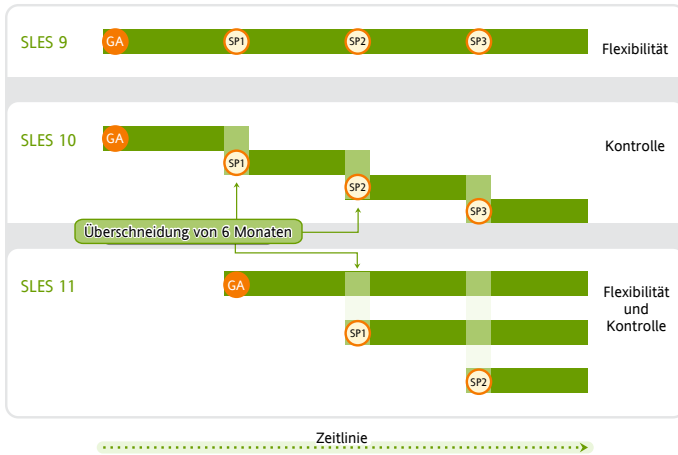 SLES 9
GA
SP1
SP2
SP3
Flexibilität
SLES 10
GA
Kontrolle
SP1
SP2
SP3
Überschneidung von 6 Monaten
SLES 11
GA
Flexibilität
und
Kontrolle
SP1
SP2
Zeitlinie